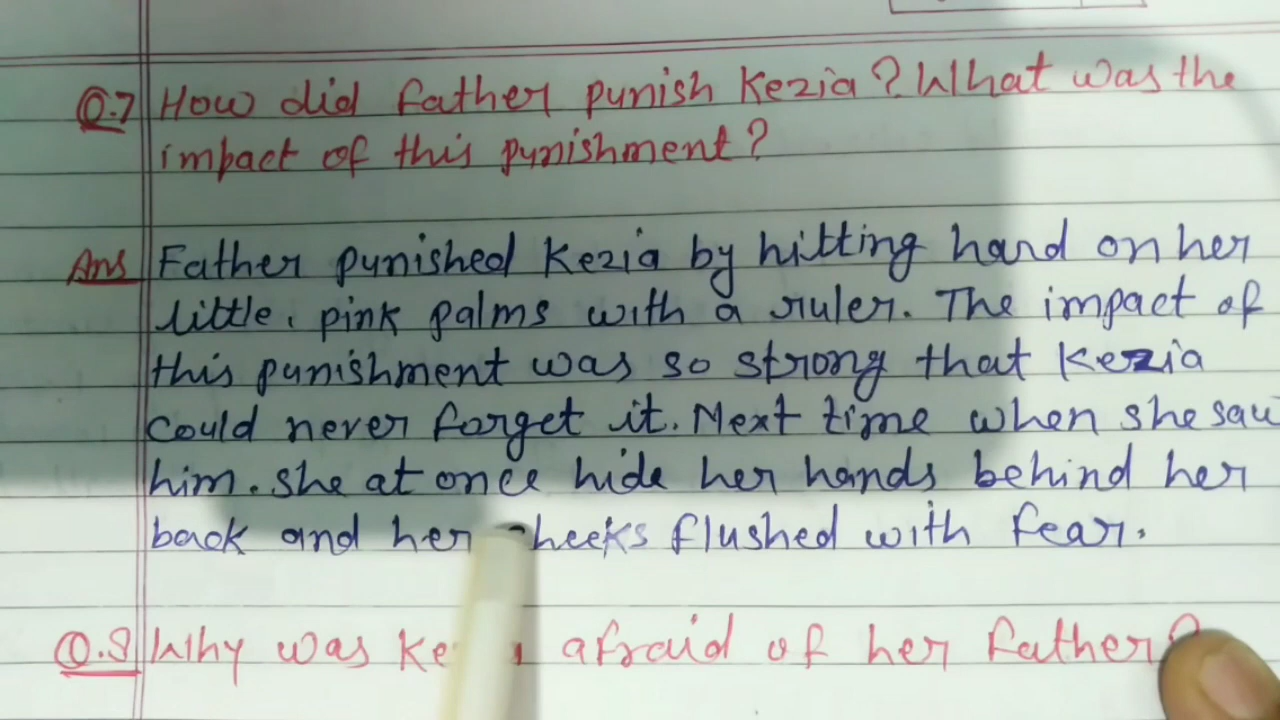 Q.7 How did father punish Kezia? What was the
impact of this punishment?
Ans Father punished Kezia by hitting hard on her
little, pink palms with a ruler. The impact of
this punishment was so strong that Kezia
could never forget it. Next time when she saw
him. she at once hide her hands behind her
back and her cheeks flushed with fear.
Q.8 Why was afraid of her father?